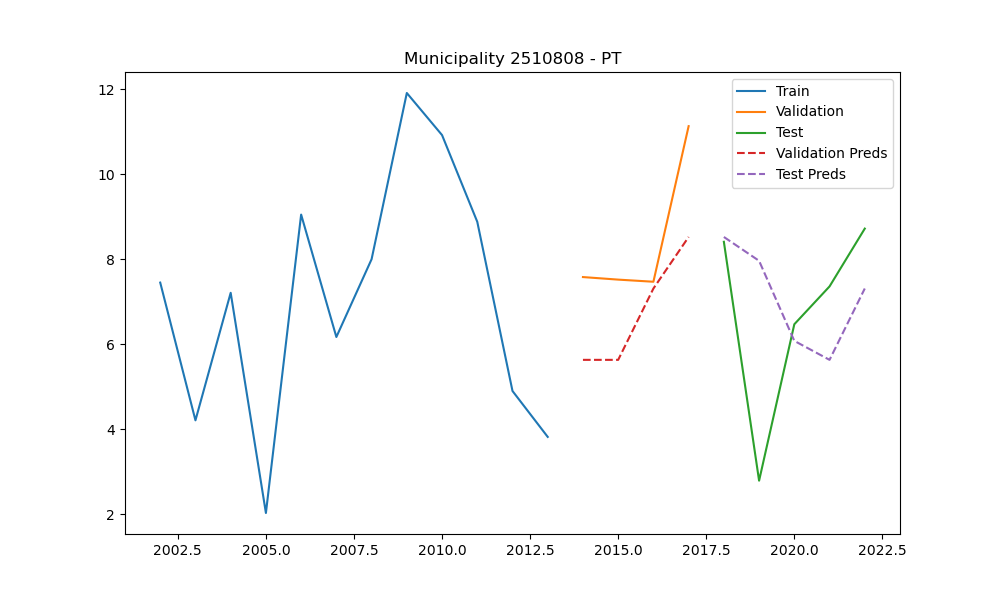 Municipality 2510808 - PT
12
10
8
6
4
2
Train
Validation
Test
Validation Preds
Test Preds
2002.5 2005.0 2007.5 2010.0 2012.5 2015.0 2017.5 2020.0 2022.5